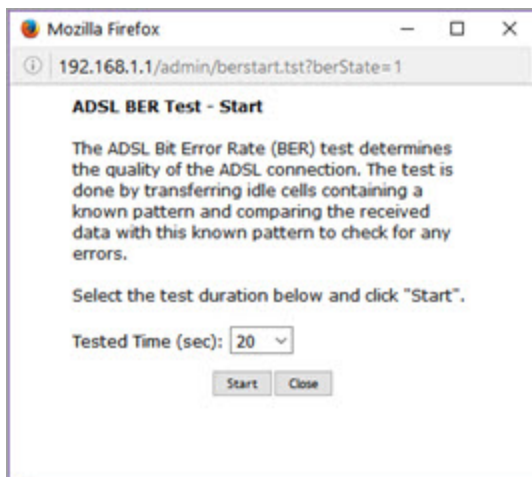 Mozilla Firefox
192.168.1.1/admin/berstart.tst?berState=1
ADSL BER Test - Start
The ADSL Bit Error Rate (BER) test determines
the quality of the ADSL connection. The test is
done by transferring idle cells containing a
known pattern and comparing the received
data with this known pattern to check for any
errors.
Select the test duration below and click "Start".
Tested Time (sec): 20
Start Close